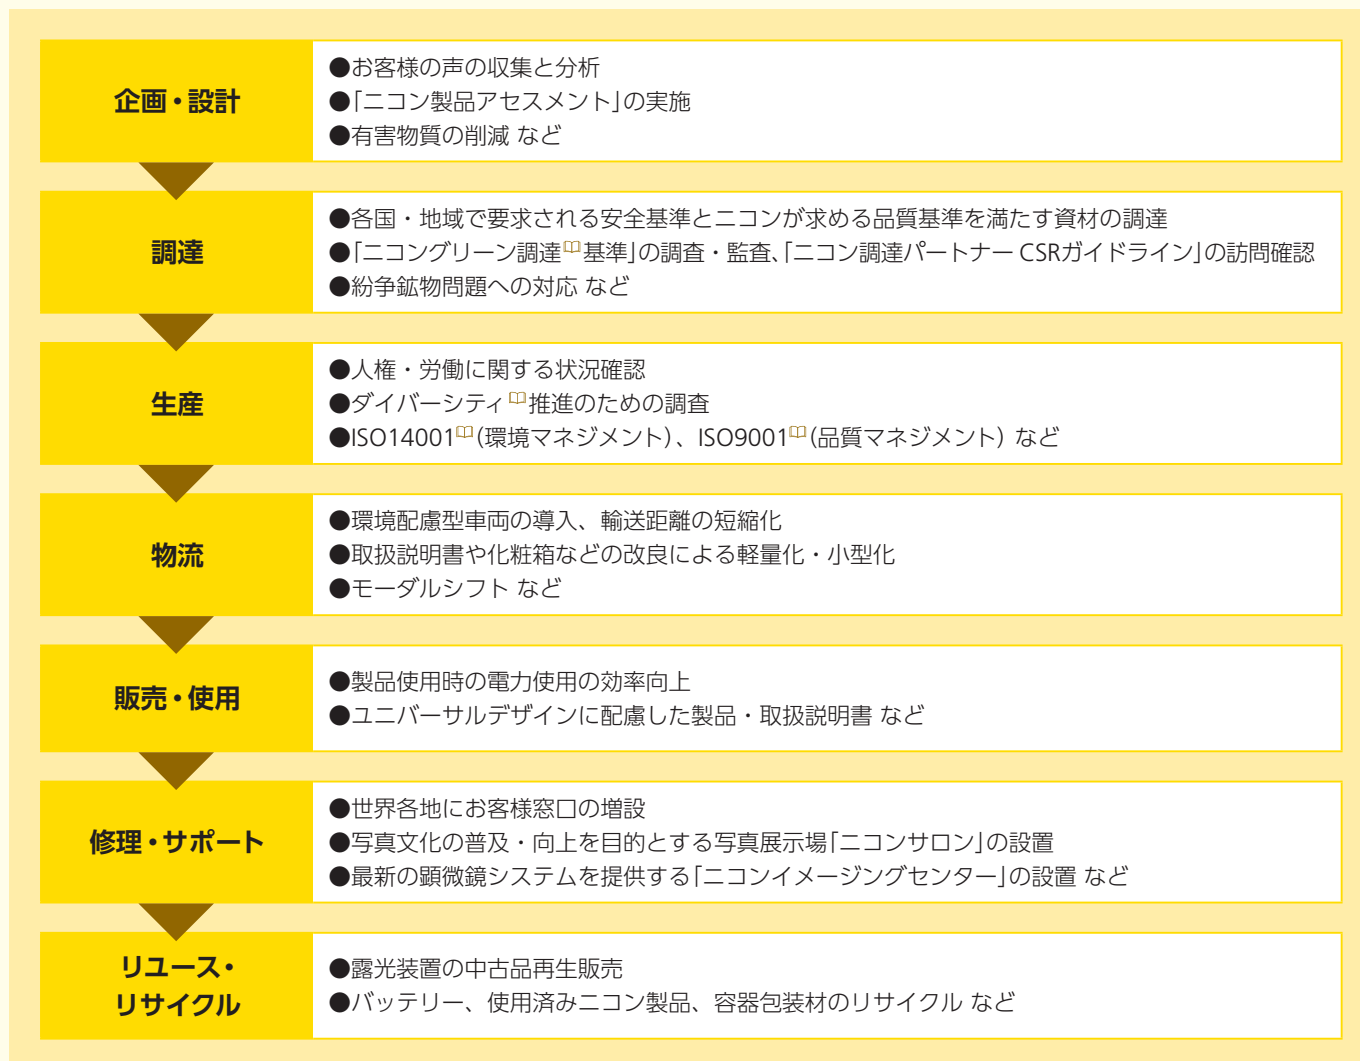 企画・設計
●お客様の声の収集と分析
●「ニコン製品アセスメント」の実施
●有害物質の削減 など
調達
●各国・地域で要求される安全基準とニコンが求める品質基準を満たす資材の調達
●「ニコングリーン調達基準」の調査・監査、「ニコン調達パートナー CSRガイドライン」の訪問確認
●紛争鉱物問題への対応 など
生産
●人権・労働に関する状況確認
●ダイバーシティ推進のための調査
●ISO14001（環境マネジメント）、ISO9001（品質マネジメント） など
物流
●環境配慮型車両の導入、輸送距離の短縮化
●取扱説明書や化粧箱などの改良による軽量化・小型化
●モーダルシフト など
販売・使用
●製品使用時の電力使用の効率向上
●ユニバーサルデザインに配慮した製品・取扱説明書 など
修理・サポート
●世界各地にお客様窓口の増設
●写真文化の普及・向上を目的とする写真展示場「ニコンサロン」の設置
●最新の顕微鏡システムを提供する「ニコンイメージングセンター」の設置 など
リユース・
リサイクル
●露光装置の中古品再生販売
●バッテリー、使用済みニコン製品、容器包装材のリサイクル など